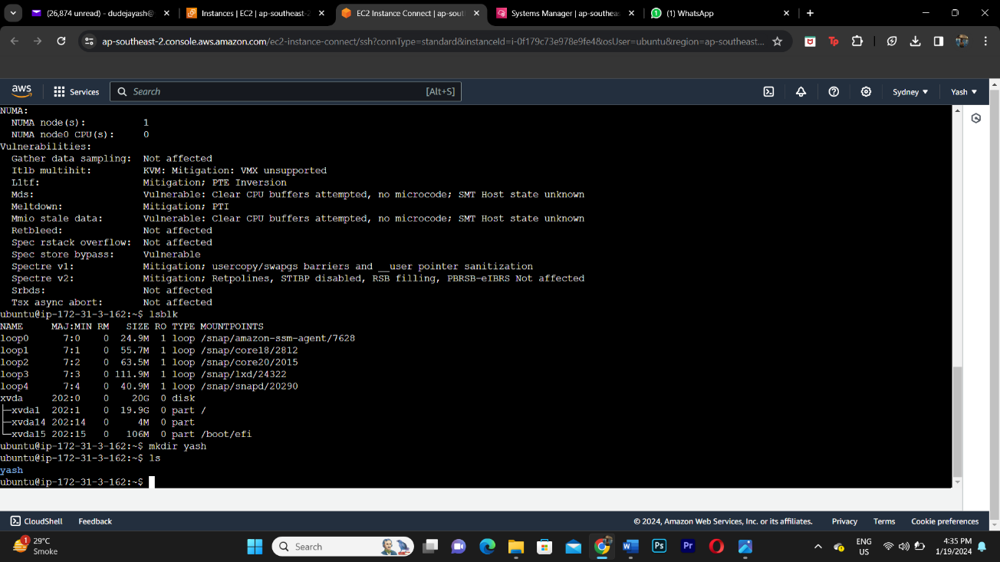 (26,874 unread) - dudejayash@
Instances | EC2 | ap-southeast-2
EC2 Instance Connect | ap-sout
Systems Manager | ap-southeas
(1) WhatsApp
ap-southeast-2.console.aws.amazon.com/ec2-instance-connect/ssh?connType=standard&instanceId=i-0f179c73e978e9fe4&osUser=ubuntu&region=ap-southeast...
aws
Services
Search
[Alt+S]
Sydney
Yash
NUMA:
NUMA node(s): 1
NUMA node0 CPU(s): 0
Vulnerabilities:
Gather data sampling: Not affected
Itlb multihit: KVM: Mitigation: VMX unsupported
L1tf: Mitigation; PTE Inversion
Mds: Vulnerable: Clear CPU buffers attempted, no microcode; SMT Host state unknown
Meltdown: Mitigation; PTI
Mmio stale data: Vulnerable: Clear CPU buffers attempted, no microcode; SMT Host state unknown
Retbleed: Not affected
Spec rstack overflow: Not affected
Spec store bypass: Vulnerable
Spectre v1: Mitigation; usercopy/swapgs barriers and __user pointer sanitization
Spectre v2: Mitigation; Retpolines, STIBP disabled, RSB filling, PBRSB-eIBRS Not affected
Srbds: Not affected
Tsx async abort: Not affected
ubuntu@ip-172-31-3-162:~$ lsblk
NAME MAJ:MIN RM SIZE RO TYPE MOUNTPOINTS
loop0 7:0 0 24.9M 1 loop /snap/amazon-ssm-agent/7628
loop1 7:1 0 55.7M 1 loop /snap/core18/2812
loop2 7:2 0 63.5M 1 loop /snap/core20/2015
loop3 7:3 0 111.9M 1 loop /snap/lxd/24322
loop4 7:4 0 40.9M 1 loop /snap/snapd/20290
xvda 202:0 0 20G 0 disk
├─xvda1 202:1 0 19.9G 0 part /
├─xvda14 202:14 0 4M 0 part
└─xvda15 202:15 0 106M 0 part /boot/efi
ubuntu@ip-172-31-3-162:~$ mkdir yash
ubuntu@ip-172-31-3-162:~$ ls
yash
ubuntu@ip-172-31-3-162:~$
CloudShell
Feedback
© 2024, Amazon Web Services, Inc. or its affiliates.
Privacy
Terms
Cookie preferences
1
29°C
Smoke
Search
Ps
Pr
ENG
US
4:35 PM
1/19/2024